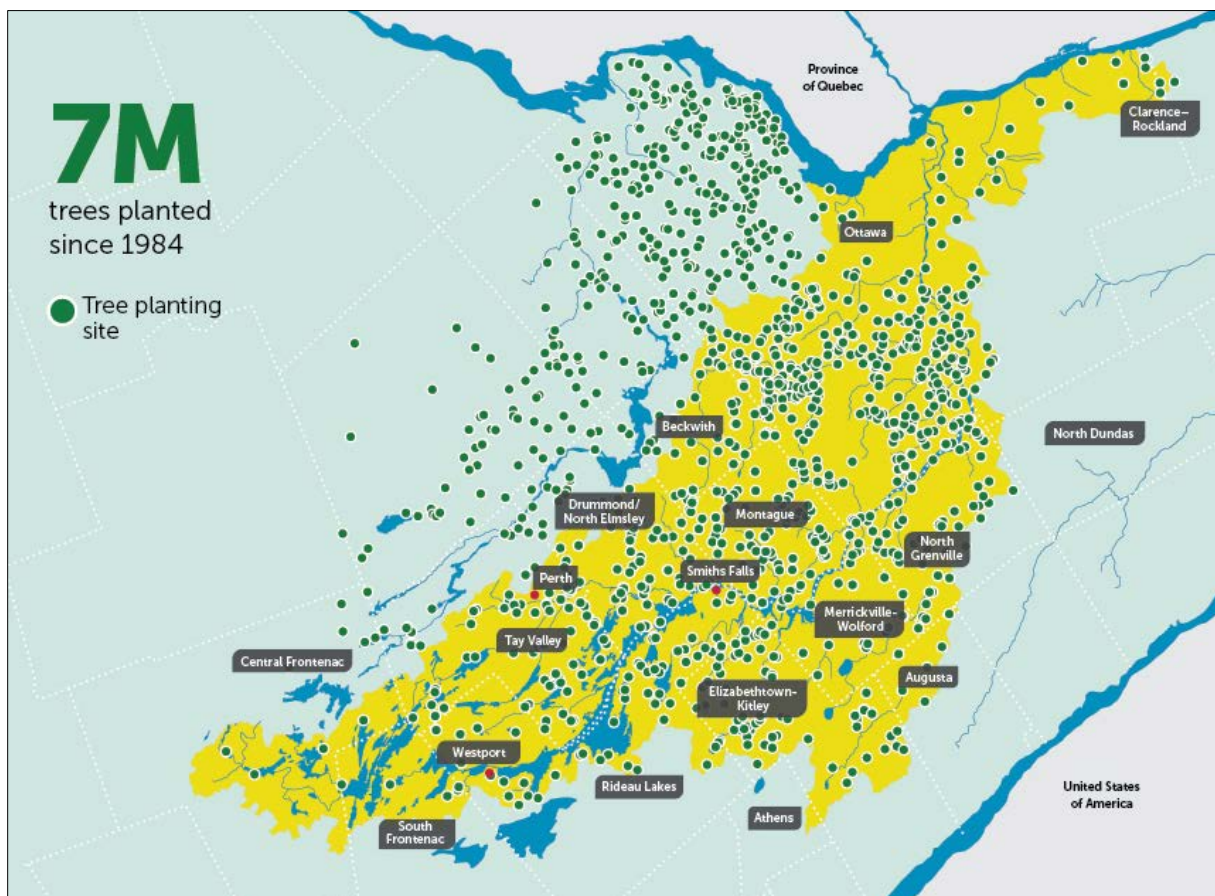 7M
trees planted
since 1984
Tree planting
site
Province
of Quebec
Clarence–
Rockland
Ottawa
Beckwith
North Dundas
Drummond/
North Elmsley
Montague
North
Grenville
Perth
Smiths Falls
Merrickville-
Wolford
Tay Valley
Central Frontenac
Augusta
Elizabethtown-
Kitley
Westport
Rideau Lakes
United States
of America
Athens
South
Frontenac